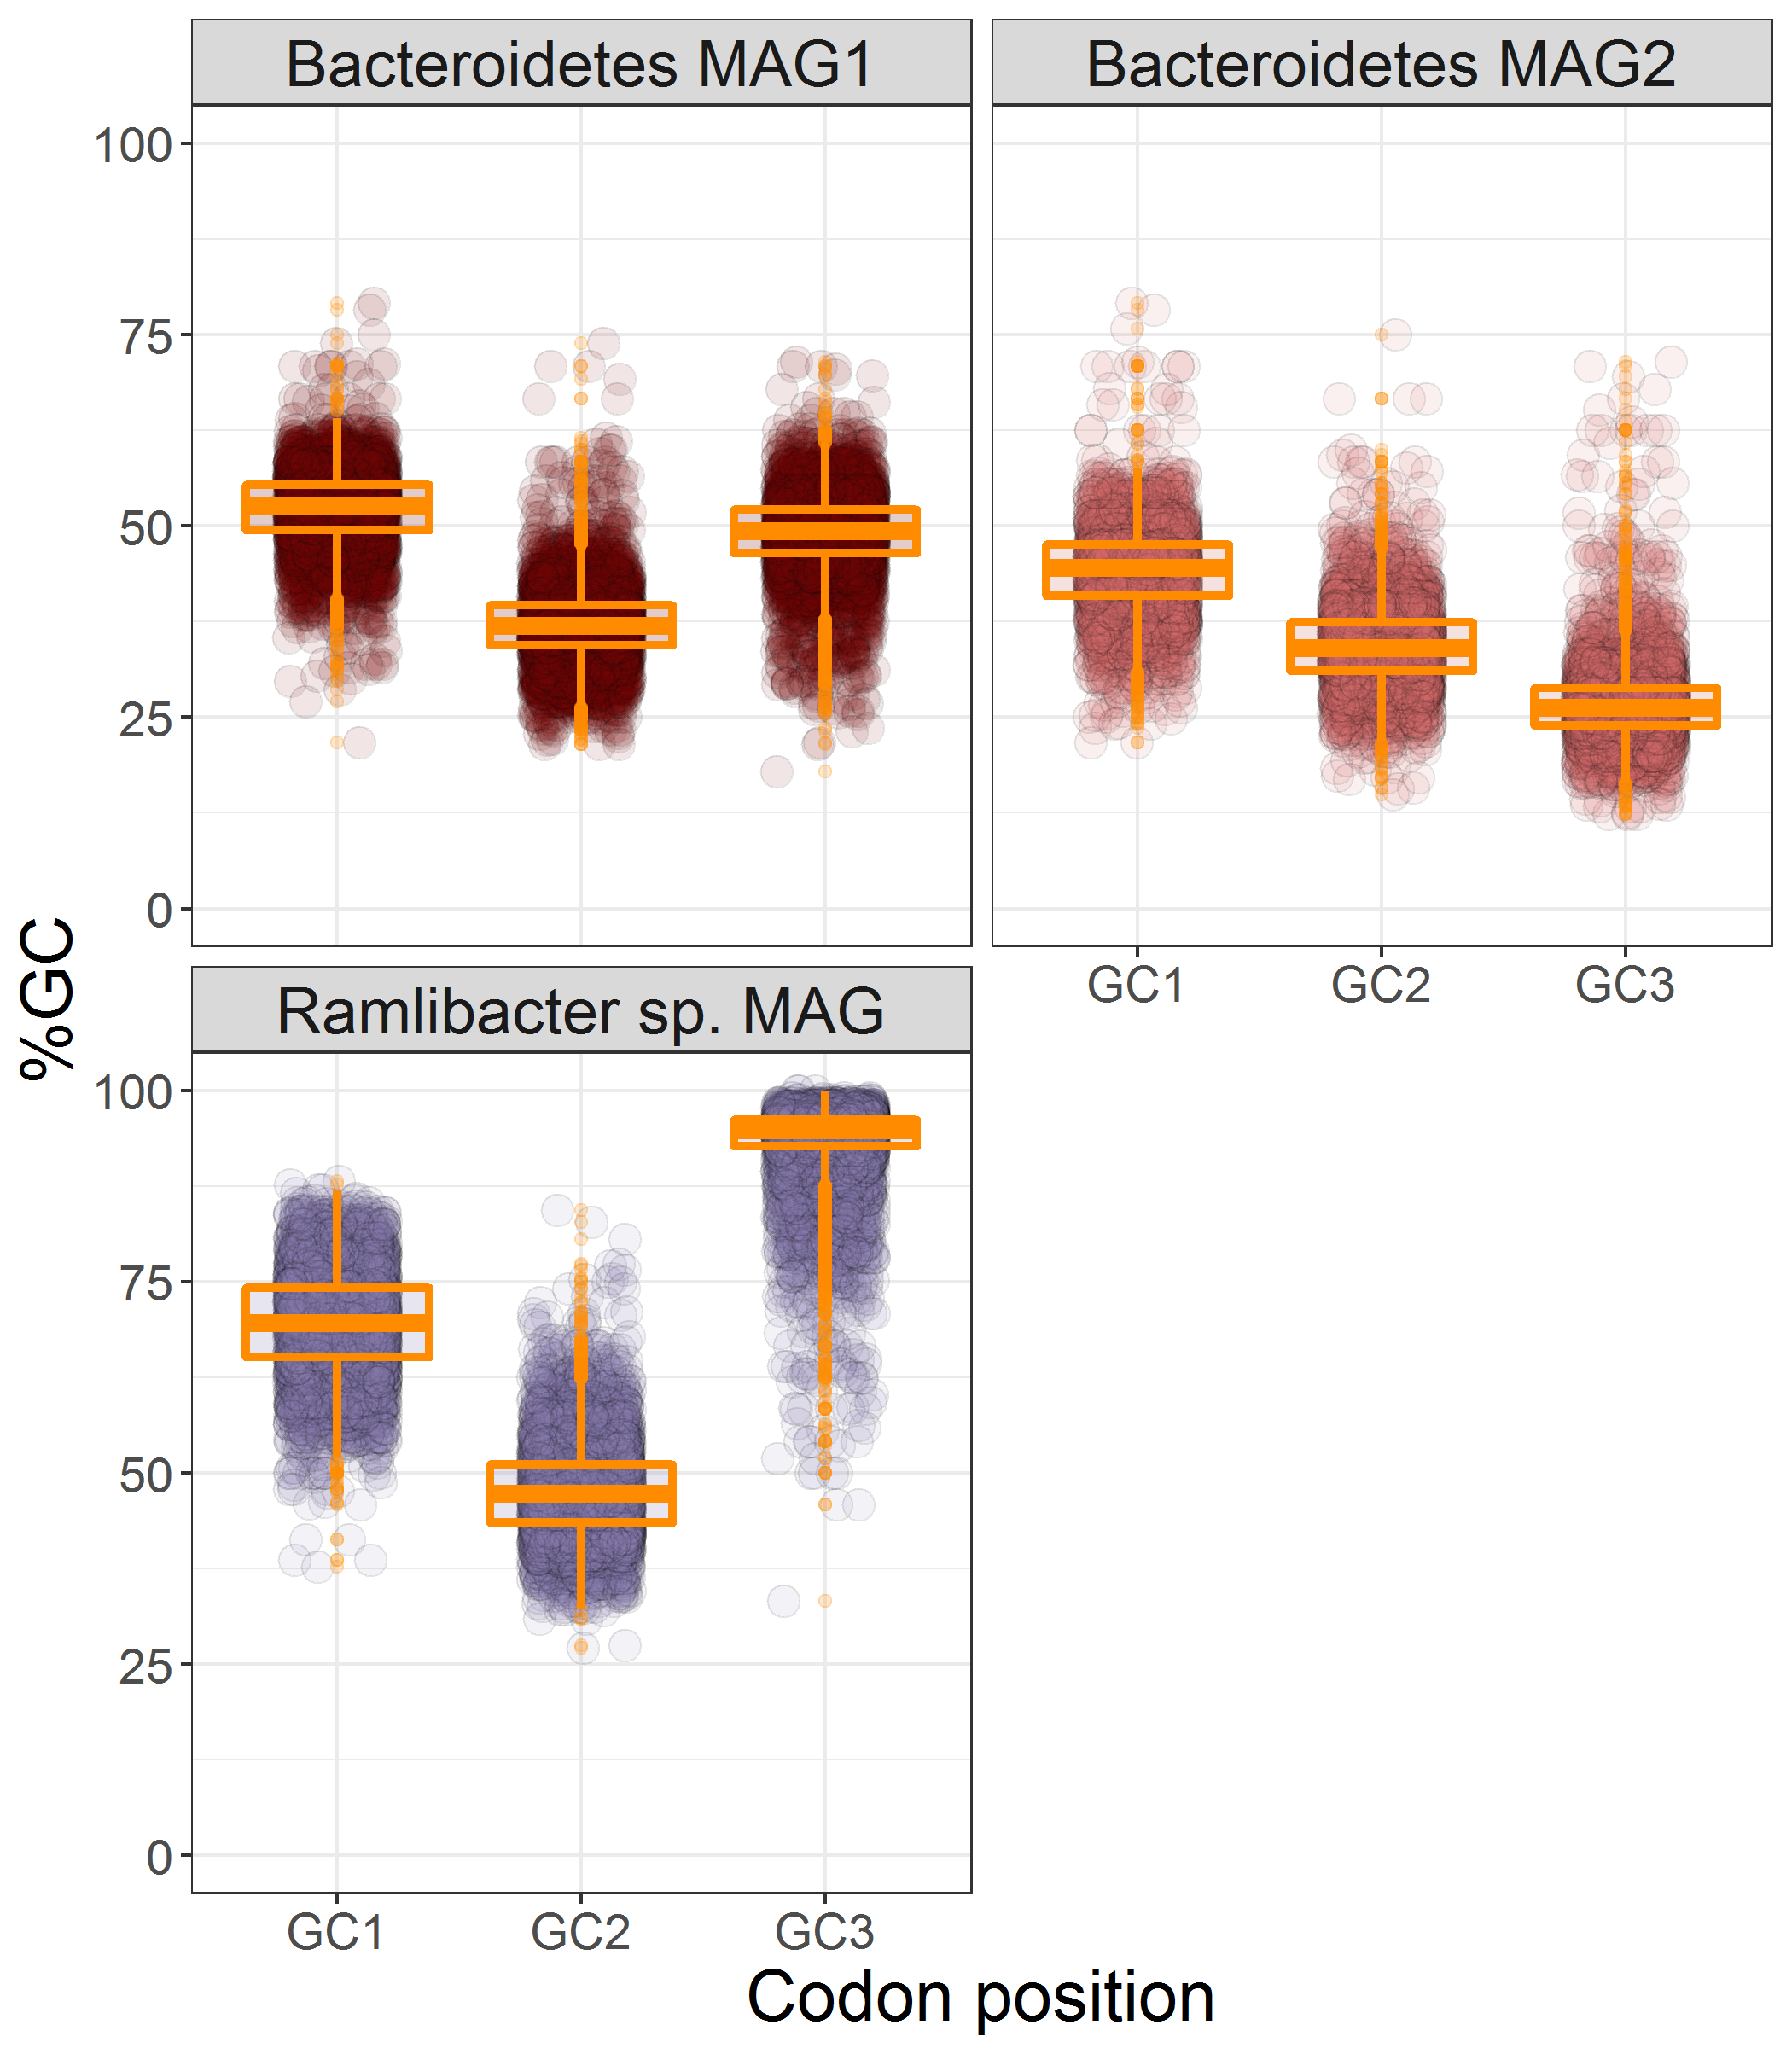 Bacteroidetes MAG1
Bacteroidetes MAG2
100
75
50
25
0
GC1 GC2 GC3
%GC
Ramlibacter sp. MAG
100
75
50
25
0
GC1 GC2 GC3
Codon position